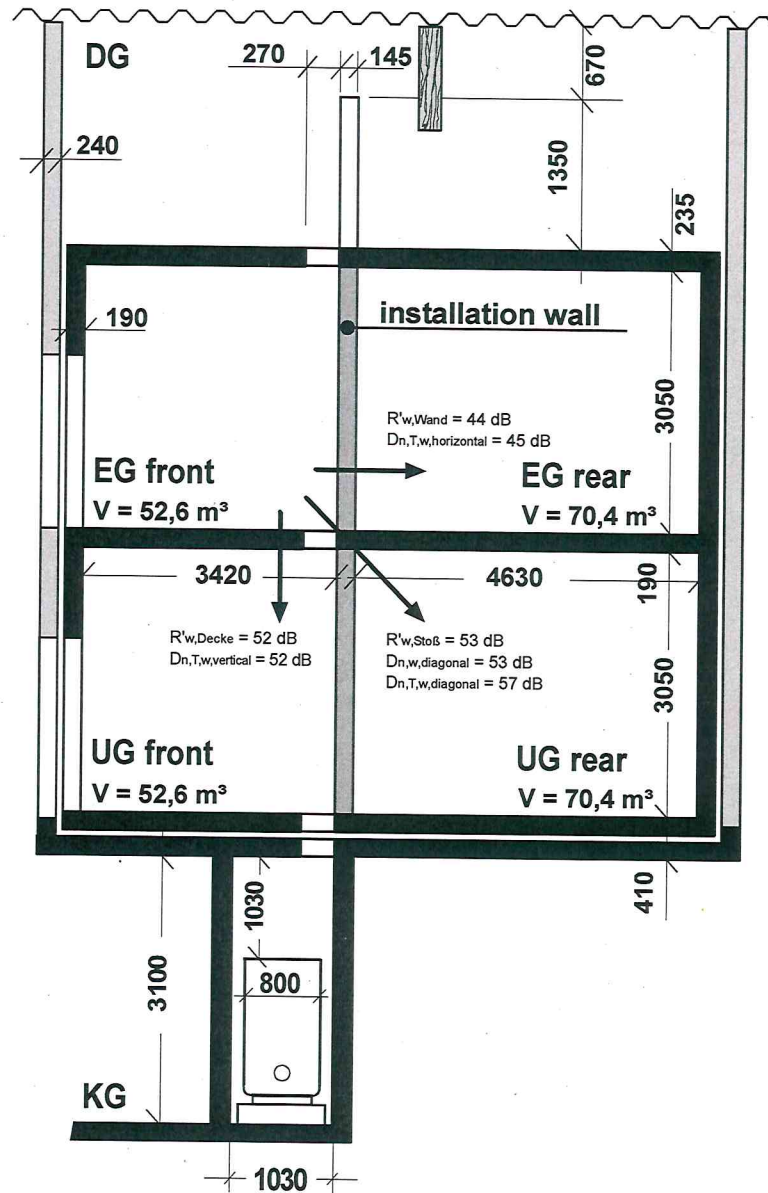 DG
270
145
670
240
1350
235
190
installation wall
R'w,Wand = 44 dB
Dn,T,w,horizontal = 45 dB
3050
EG front
V = 52,6 m³
EG rear
V = 70,4 m³
3420
4630
190
R'w,Decke = 52 dB
Dn,T,w,vertical = 52 dB
R'w,Stoß = 53 dB
Dn,w,diagonal = 53 dB
Dn,T,w,diagonal = 57 dB
3050
UG front
V = 52,6 m³
UG rear
V = 70,4 m³
410
1030
3100
800
KG
1030